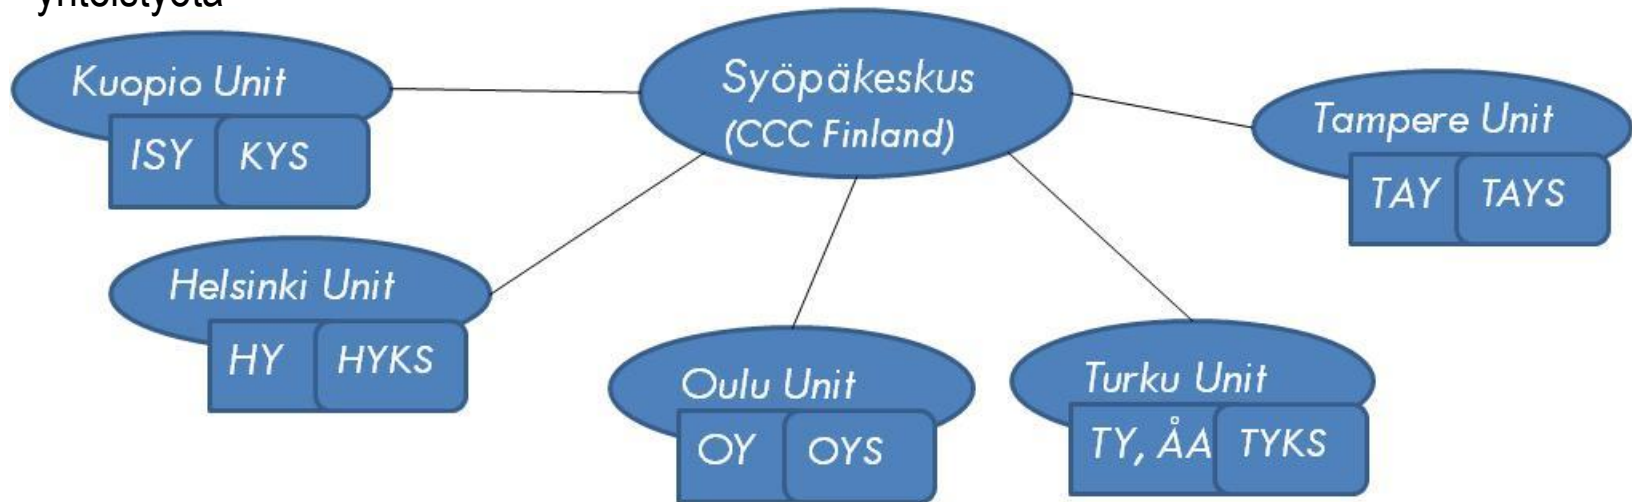 yhteistyötä
Kuopio Unit
ISY KYS
Syöpäkeskus
(CCC Finland)
Tampere Unit
TAY TAYS
Helsinki Unit
HY HYKS
Oulu Unit
OY OYS
Turku Unit
TY, ÅA TYKS